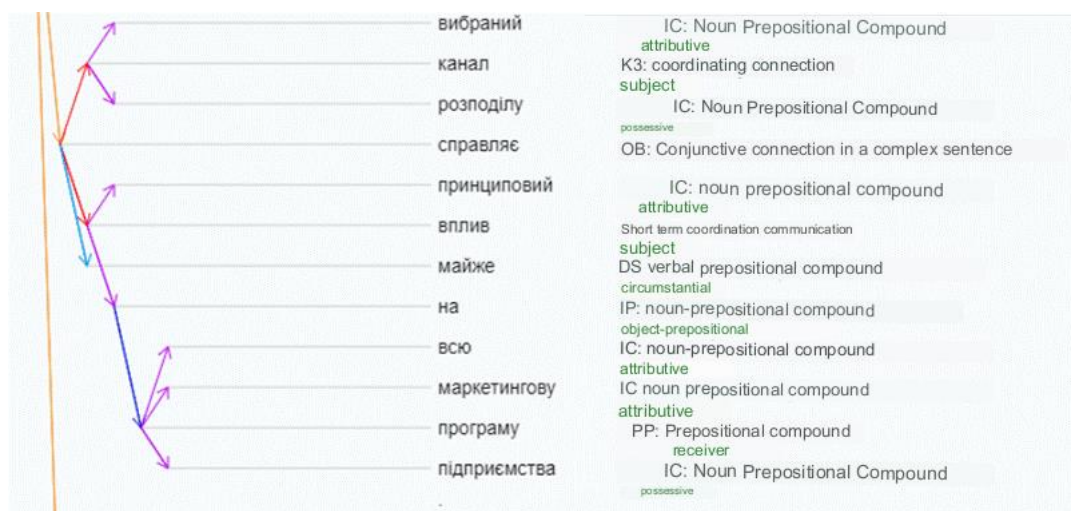 вибраний IC: Noun Prepositional Compound
attributive
канал K3: coordinating connection
subject
розподілу IC: Noun Prepositional Compound
possessive
справляє OB: Conjunctive connection in a complex sentence
принциповий IC: noun prepositional compound
attributive
вплив Short term coordination communication
subject
майже DS verbal prepositional compound
circumstantial
на IP: noun-prepositional compound
object-prepositional
всю IC: noun-prepositional compound
attributive
маркетингову IC noun prepositional compound
attributive
програму PP: Prepositional compound
receiver
підприємства IC: Noun Prepositional Compound
possessive
.